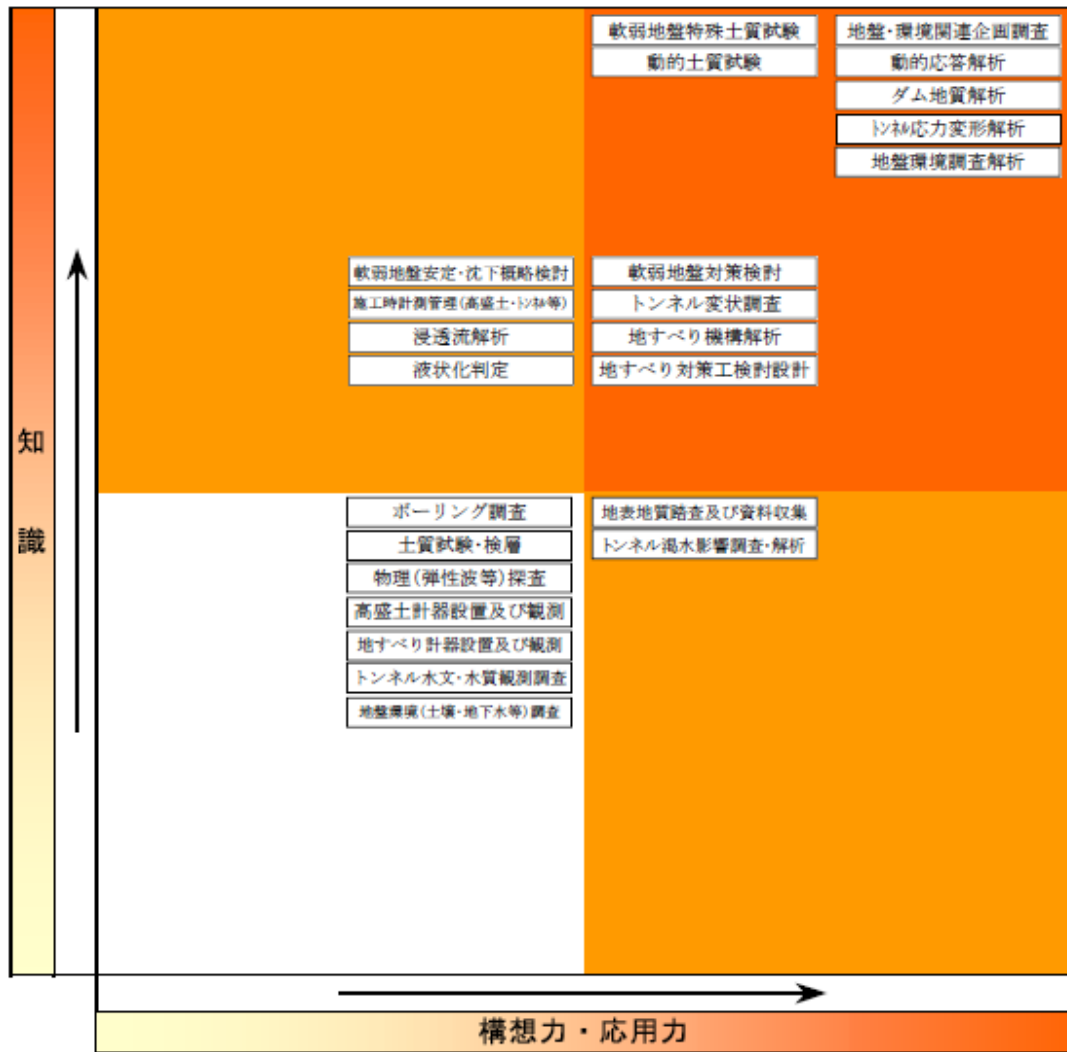 軟弱地盤特殊土質試験
動的土質試験
地盤・環境関連企画調査
動的応答解析
ダム地質解析
ﾄﾝﾈﾙ応力変形解析
地盤環境調査解析
軟弱地盤安定・沈下概略検討
施工時計測管理(高盛土・ﾄﾝﾈﾙ等)
浸透流解析
液状化判定
軟弱地盤対策検討
トンネル変状調査
地すべり機構解析
地すべり対策工検討設計
知識
ボーリング調査
土質試験・検層
物理(弾性波等)探査
高盛土計器設置及び観測
地すべり計器設置及び観測
トンネル水文・水質観測調査
地盤環境(土壌・地下水等)調査
地表地質踏査及び資料収集
トンネル渇水影響調査・解析
構想力・応用力